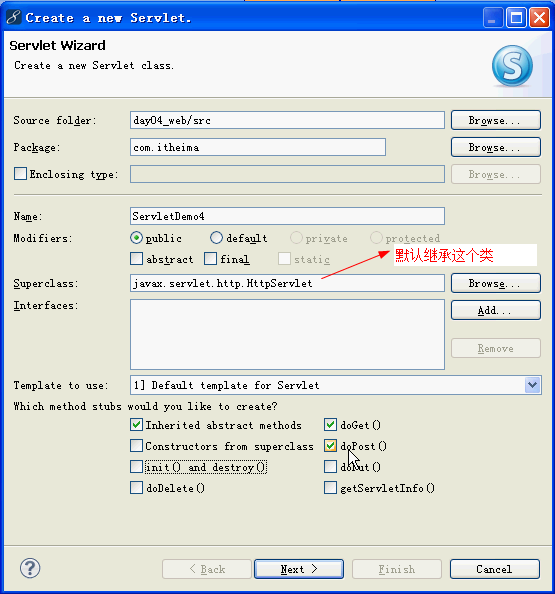 Create a new Servlet.
Servlet Wizard
Create a new Servlet class.
S
Source folder: day04_web/src Browse...
Package: com.itheima Browse...
Enclosing type: Browse...
Name: ServletDemo4
Modifiers: public default private protected
abstract final static
默认继承这个类
Superclass: javax.servlet.http.HttpServlet Browse...
Interfaces: Add...
Remove
Template to use: 1] Default template for Servlet
Which method stubs would you like to create?
Inherited abstract methods doGet()
Constructors from superclass doPost()
init() and destroy() doPut()
doDelete() getServletInfo()
? < Back Next > Finish Cancel